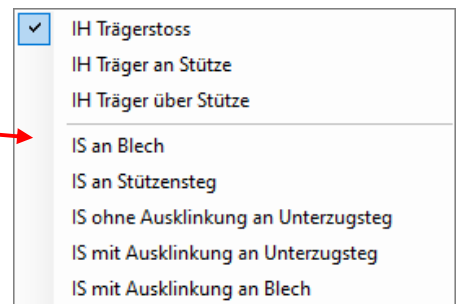 IH Trägerstoss
IH Träger an Stütze
IH Träger über Stütze
IS an Blech
IS an Stützensteg
IS ohne Ausklinkung an Unterzugsteg
IS mit Ausklinkung an Unterzugsteg
IS mit Ausklinkung an Blech